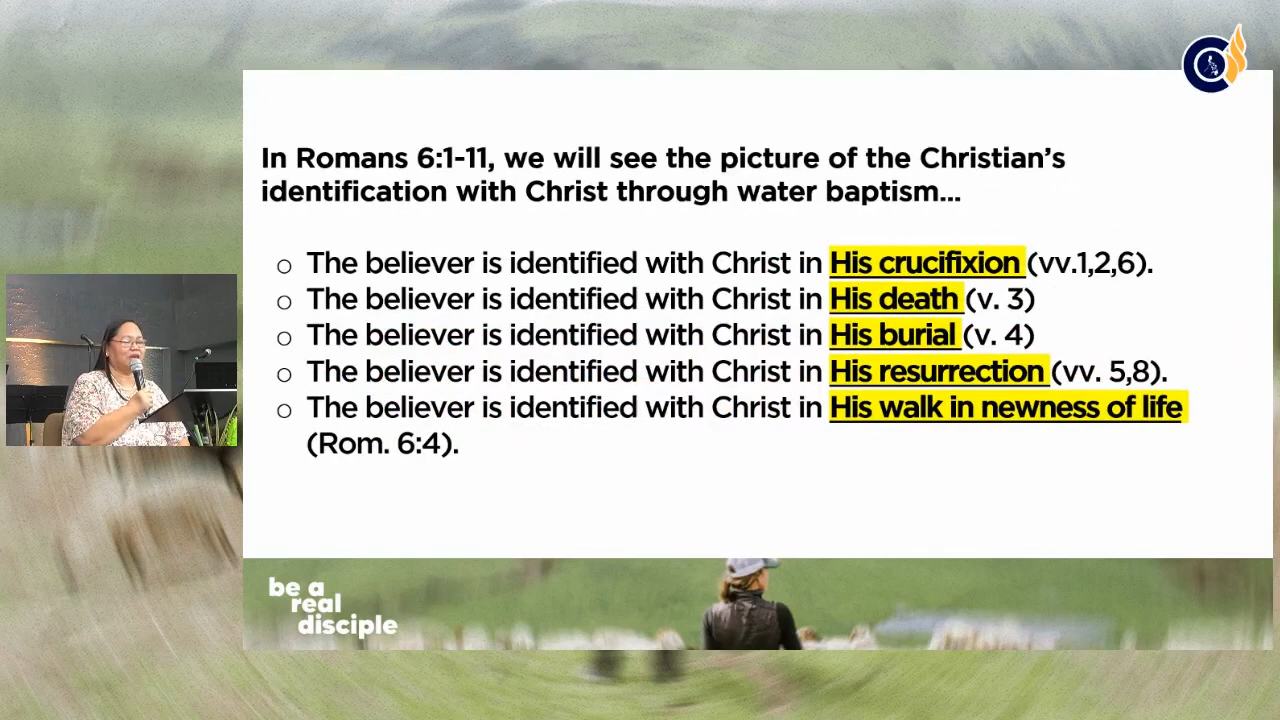 In Romans 6:1-11, we will see the picture of the Christian’s
identification with Christ through water baptism...
○ The believer is identified with Christ in His crucifixion (vv.1,2,6).
○ The believer is identified with Christ in His death (v. 3)
○ The believer is identified with Christ in His burial (v. 4)
○ The believer is identified with Christ in His resurrection (vv. 5,8).
○ The believer is identified with Christ in His walk in newness of life
(Rom. 6:4).
be a
real
disciple